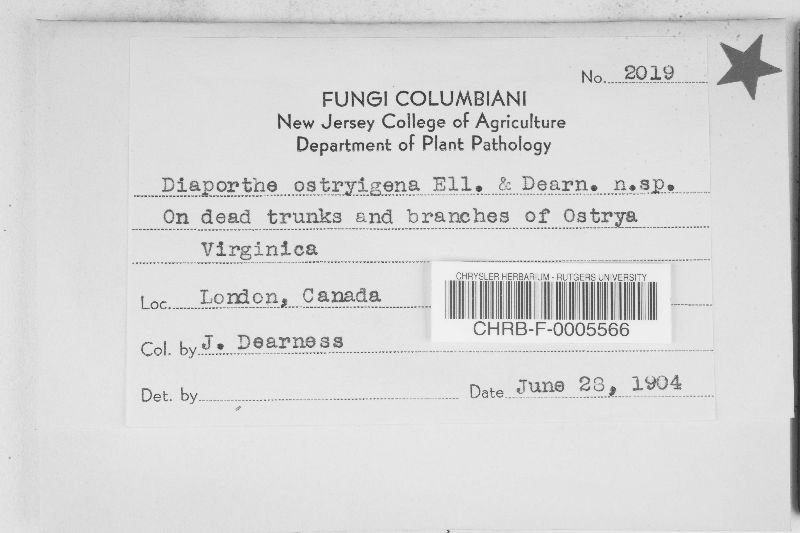 No. 2019
FUNGI COLUMBIANI
New Jersey College of Agriculture
Department of Plant Pathology
Diaporthe ostryigena Ell. & Dearn. n.sp.
On dead trunks and branches of Ostrya
Virginica
Loc. London, Canada
CHRYSLER HERBARIUM - RUTGERS UNIVERSITY
CHRB-F-0005566
Col. by J. Dearness
Det. by
Date June 28, 1904